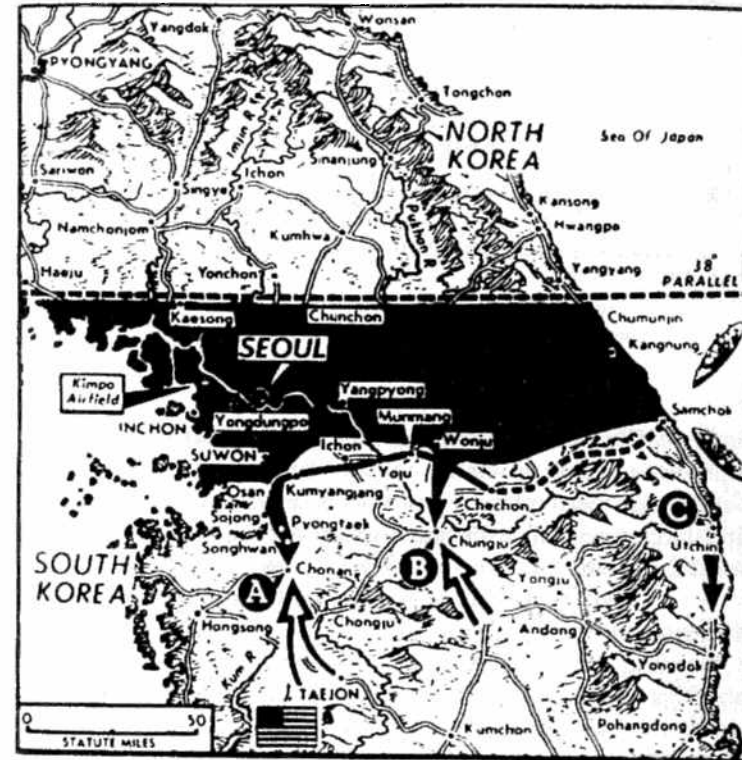 Yangdok
Wonsan
PYONGYANG
Tongchon
Imjin R
NORTH
KOREA
Sea Of Japan
Sinanjung
Sariwon
Singye
Ichon
Kansong
Hwangpo
Namchonjom
Kumhwa
Pukhan R
Haeju
Yonchon
Yangyang
38°
PARALLEL
Kaesong
Chunchon
Chumunjin
Kangnung
SEOUL
Kimpo
Airfield
Yangpyong
Samchok
INCHON
Yongdungpo
Munmang
Ichon
Wonju
SUWON
Yoju
Osan
Kumyangjang
Chechon
Sojong
Pyongtaek
C
Songhwan
Chungju
Utchin
SOUTH
KOREA
Chonan
B
A
Yongju
Hongsong
Chongju
Andong
Yongdok
Kum R
TAEJON
0 50
STATUTE MILES
Kumchon
Pohangdong